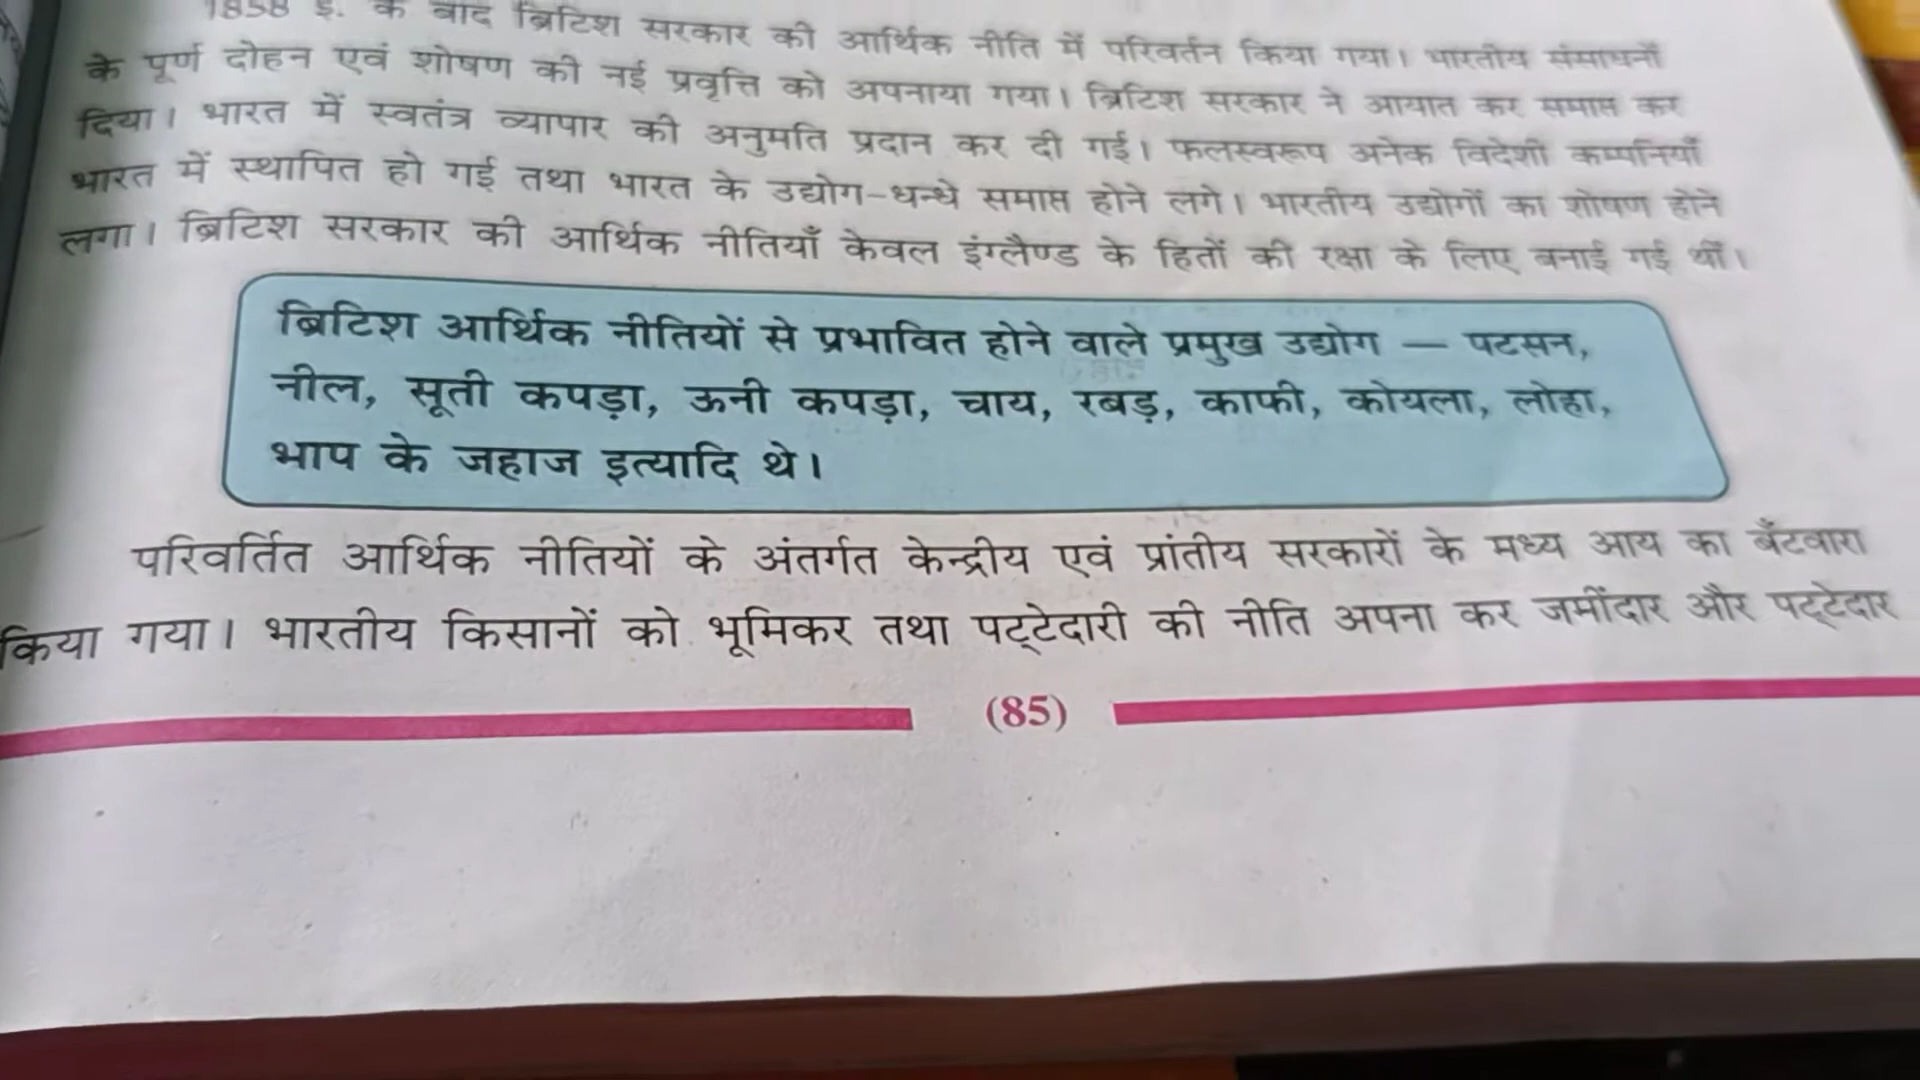 1858 ई. के बाद ब्रिटिश सरकार की आर्थिक नीति में परिवर्तन किया गया। भारतीय संसाधनों
के पूर्ण दोहन एवं शोषण की नई प्रवृत्ति को अपनाया गया। ब्रिटिश सरकार ने आयात कर समाप्त कर
दिया। भारत में स्वतंत्र व्यापार की अनुमति प्रदान कर दी गई। फलस्वरूप अनेक विदेशी कम्पनियाँ
भारत में स्थापित हो गई तथा भारत के उद्योग-धन्धे समाप्त होने लगे। भारतीय उद्योगों का शोषण होने
लगा। ब्रिटिश सरकार की आर्थिक नीतियाँ केवल इंग्लैण्ड के हितों की रक्षा के लिए बनाई गई थीं।
ब्रिटिश आर्थिक नीतियों से प्रभावित होने वाले प्रमुख उद्योग — पटसन,
नील, सूती कपड़ा, ऊनी कपड़ा, चाय, रबड़, काफी, कोयला, लोहा,
भाप के जहाज इत्यादि थे।
परिवर्तित आर्थिक नीतियों के अंतर्गत केन्द्रीय एवं प्रांतीय सरकारों के मध्य आय का बँटवारा
किया गया। भारतीय किसानों को भूमिकर तथा पट्टेदारी की नीति अपना कर जमींदार और पट्टेदार
(85)